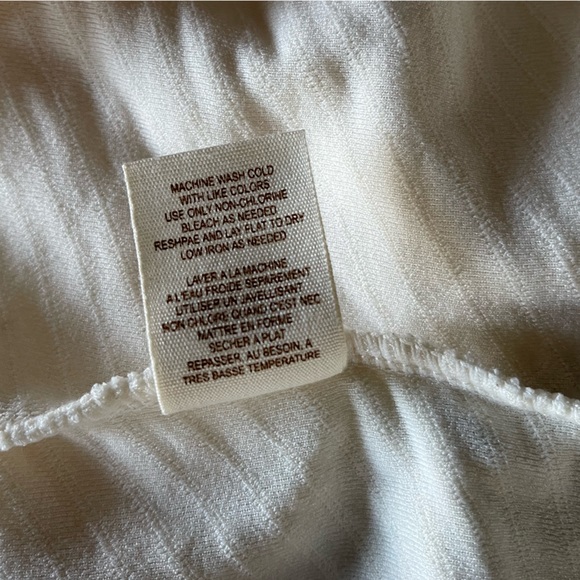 MACHINE WASH COLD
WITH LIKE COLORS
USE ONLY NON-CHLORINE
BLEACH AS NEEDED
RESHPAE AND LAY FLAT TO DRY
LOW IRON AS NEEDED
LAVER A LA MACHINE
A L'EAU FROIDE SEPAREMENT
UTILISER UN JAVELLISANT
NON CHLORE QUAND C'EST NEC
MATTRE EN FORME
SECHER A PLAT
REPASSER, AU BESOIN, A
TRES BASSE TEMPERATURE